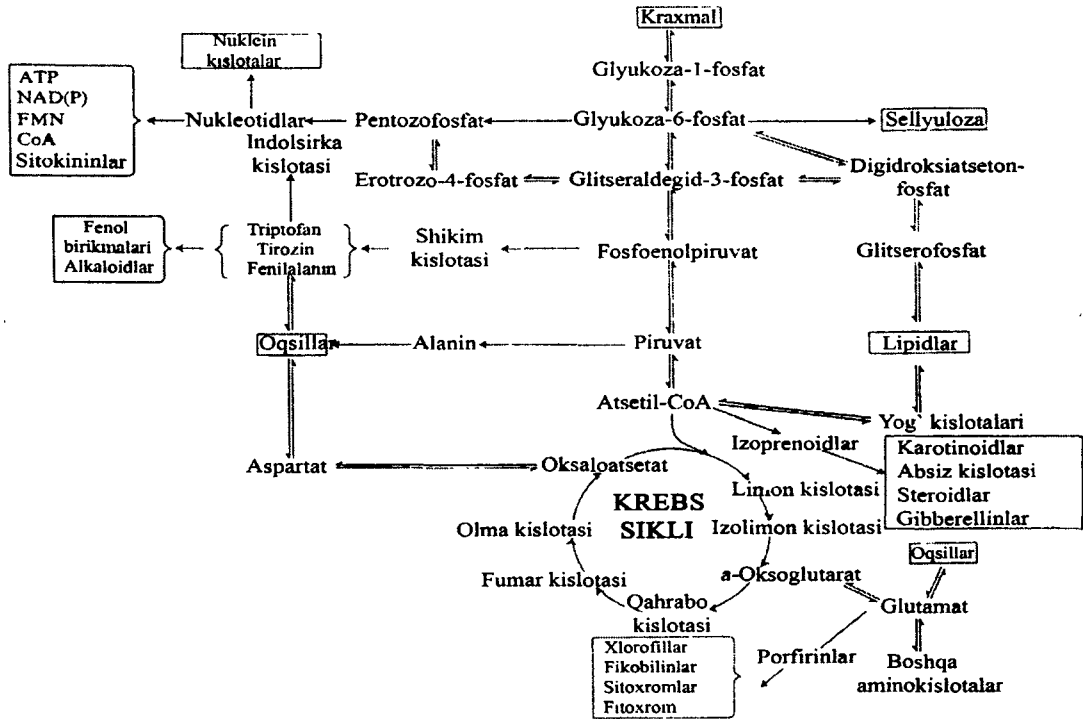 Kraxmal
Nuklein
kislotalar
Glyukoza-1-fosfat
ATP
NAD(P)
FMN
CoA
Sitokininlar
Nukleotidlar
Pentozofosfat
Glyukoza-6-fosfat
Sellyuloza
Indolsirka
kislotasi
Erotrozo-4-fosfat
Glitseraldegid-3-fosfat
Digidroksiatseton-
fosfat
Fenol
birikmalari
Alkaloidlar
Triptofan
Tirozin
Fenilalanin
Shikim
kislotasi
Fosfoenolpiruvat
Glitserofosfat
Oqsillar
Alanin
Piruvat
Lipidlar
Atsetil-CoA
Yog` kislotalari
Izoprenoidlar
Karotinoidlar
Absiz kislotasi
Steroidlar
Gibberellinlar
Aspartat
Oksaloatsetat
Limon kislotasi
KREBS
SIKLI
Olma kislotasi
Izolimon kislotasi
Oqsillar
Fumar kislotasi
a-Oksoglutarat
Qahrabo
kislotasi
Glutamat
Xlorofillar
Fikobilinlar
Sitoxromlar
Fitoxrom
Porfirinlar
Boshqa
aminokislotalar